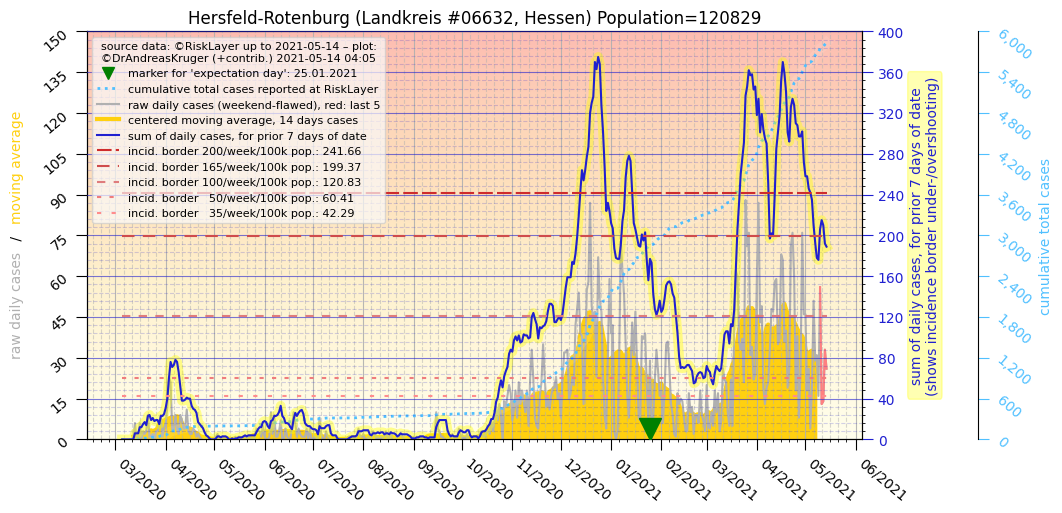 Hersfeld-Rotenburg (Landkreis #06632, Hessen) Population=120829
source data: ©RiskLayer up to 2021-05-14 – plot:
©DrAndreasKruger (+contrib.) 2021-05-14 04:05
marker for 'expectation day': 25.01.2021
cumulative total cases reported at RiskLayer
raw daily cases (weekend-flawed), red: last 5
centered moving average, 14 days cases
sum of daily cases, for prior 7 days of date
incid. border 200/week/100k pop.: 241.66
incid. border 165/week/100k pop.: 199.37
incid. border 100/week/100k pop.: 120.83
incid. border   50/week/100k pop.: 60.41
incid. border   35/week/100k pop.: 42.29
raw daily cases / moving average
150
135
120
105
90
75
60
45
30
15
0
03/2020
04/2020
05/2020
06/2020
07/2020
08/2020
09/2020
10/2020
11/2020
12/2020
01/2021
02/2021
03/2021
04/2021
05/2021
06/2021
400
360
320
280
240
200
160
120
80
40
0
sum of daily cases, for prior 7 days of date
(shows incidence border under-/overshooting)
6,000
5,400
4,800
4,200
3,600
3,000
2,400
1,800
1,200
600
0
cumulative total cases